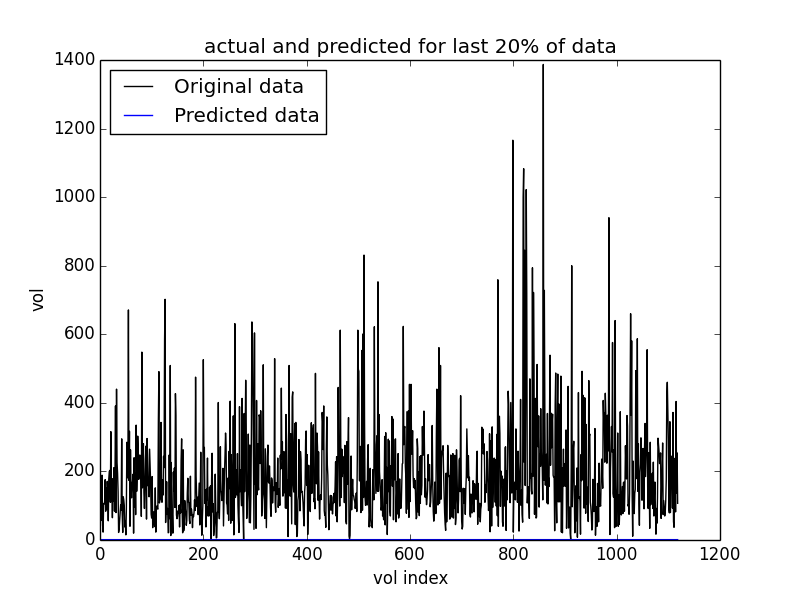 actual and predicted for last 20% of data
Original data
Predicted data
1400
1200
1000
800
600
400
200
0
vol
0 200 400 600 800 1000 1200
vol index